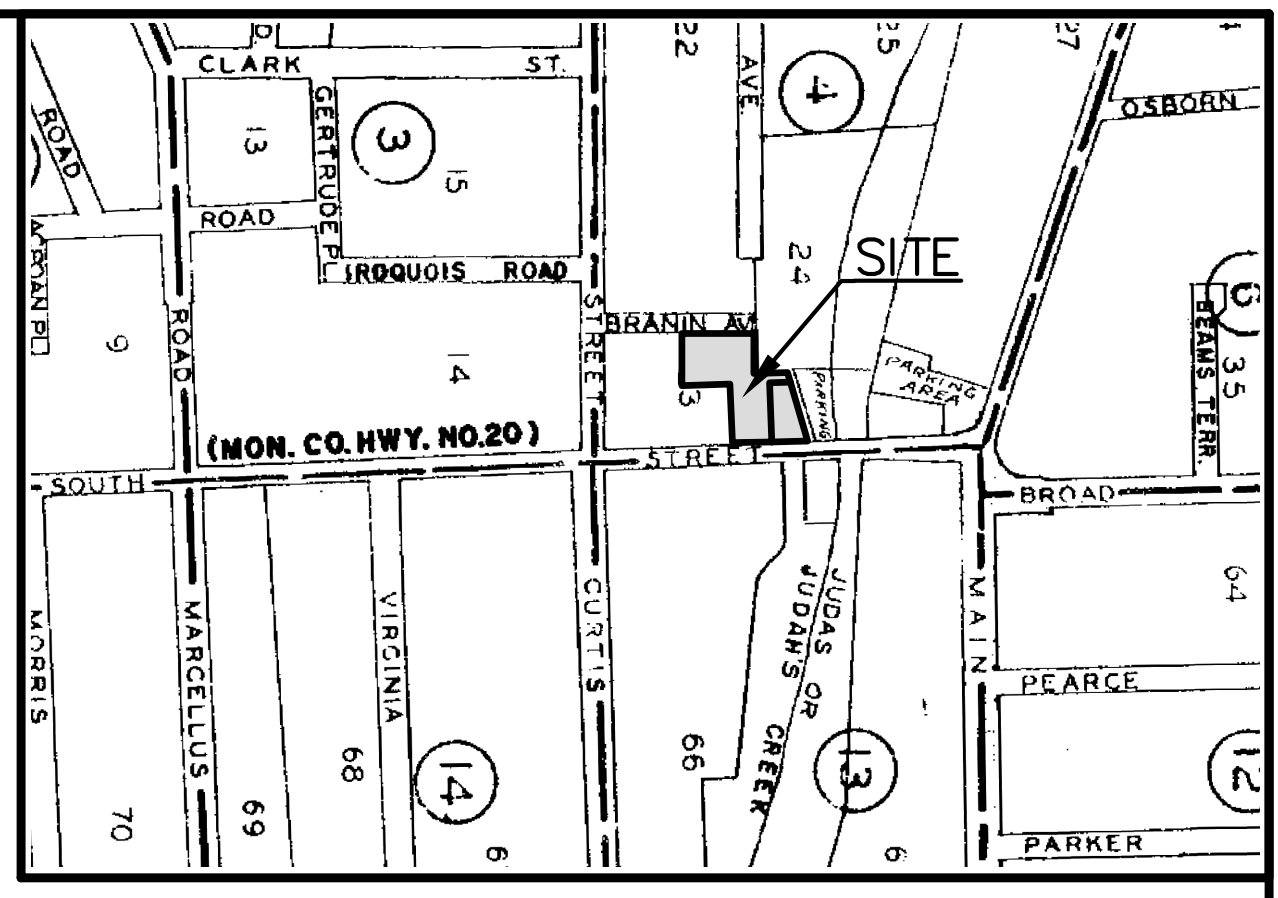 22
25
27
CLARK ST.
AVE.
4
OSBORN
ROAD
GERTRUDE PL.
13
3
15
ROAD
24
SITE
IROQUOIS ROAD
6
ROAD
STREET
BRANIN AV
BEAMS TERR.
35
9
14
3
PARKING
PARKING
AREA
(MON. CO. HWY. NO. 20)
SOUTH
STREET
BROAD
64
MORRIS
MARCELLUS
VIRGINIA
CURTIS
JUDAS OR
JUDAH'S CREEK
MAIN
PEARCE
70
69
68
14
6
66
13
6
12
PARKER